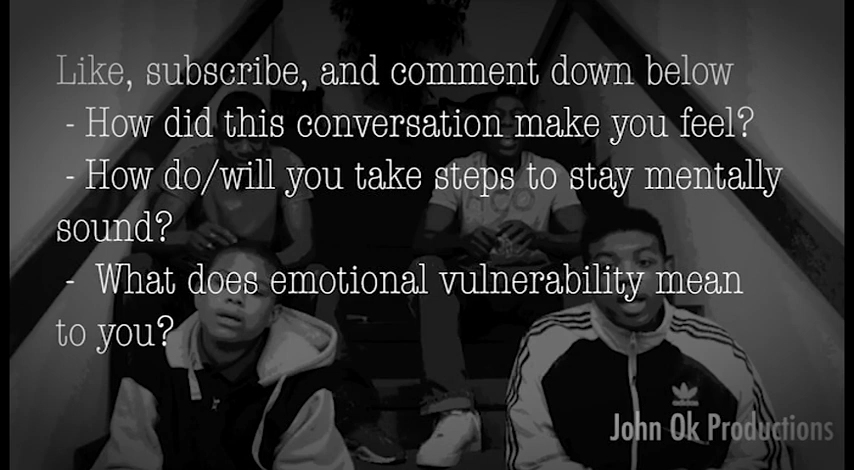 Like, subscribe, and comment down below
- How did this conversation make you feel?
- How do/will you take steps to stay mentally
sound?
- What does emotional vulnerability mean
to you?
adidas
John Ok Productions